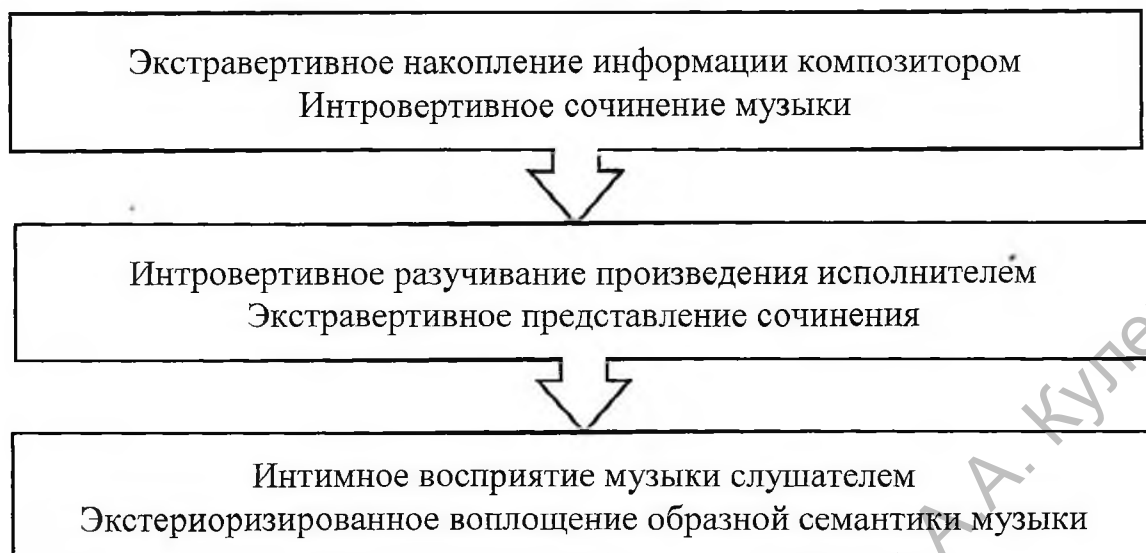 Экстравертивное накопление информации композитором
Интровертивное сочинение музыки
Интровертивное разучивание произведения исполнителем
Экстравертивное представление сочинения
Интимное восприятие музыки слушателем
Экстериоризированное воплощение образной семантики музыки
А.А.